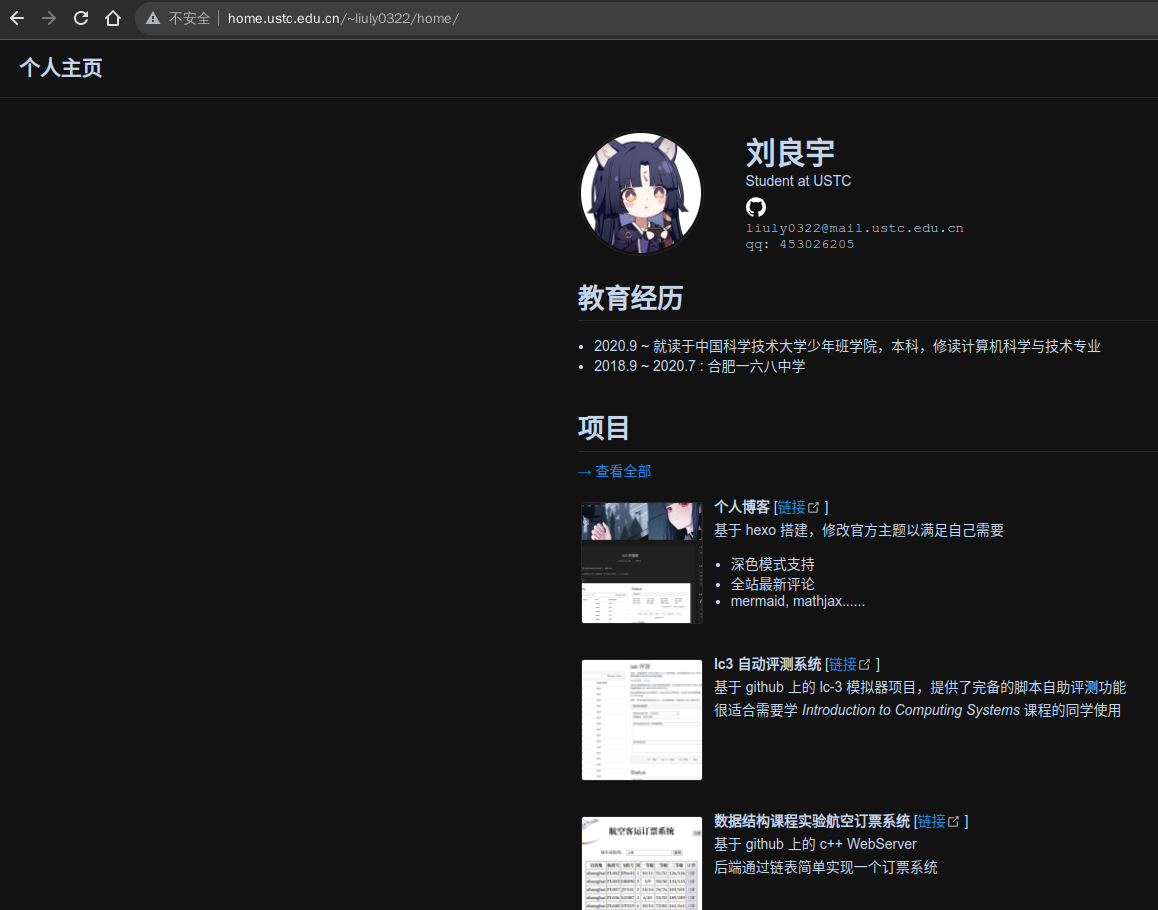 不安全 home.ustc.edu.cn/~liuly0322/home/
个人主页
刘良宇
Student at USTC
liuly0322@mail.ustc.edu.cn
qq: 453026205
教育经历
2020.9 ~ 就读于中国科学技术大学少年班学院，本科，修读计算机科学与技术专业
2018.9 ~ 2020.7 : 合肥一六八中学
项目
→ 查看全部
个人博客 [链接]
基于 hexo 搭建，修改官方主题以满足自己需要
深色模式支持
全站最新评论
mermaid, mathjax......
lc3 自动评测系统 [链接]
基于 github 上的 lc-3 模拟器项目，提供了完备的脚本自助评测功能
很适合需要学 Introduction to Computing Systems 课程的同学使用
航空客运订票系统
数据结构课程实验航空订票系统 [链接]
基于 github 上的 c++ WebServer
后端通过链表简单实现一个订票系统